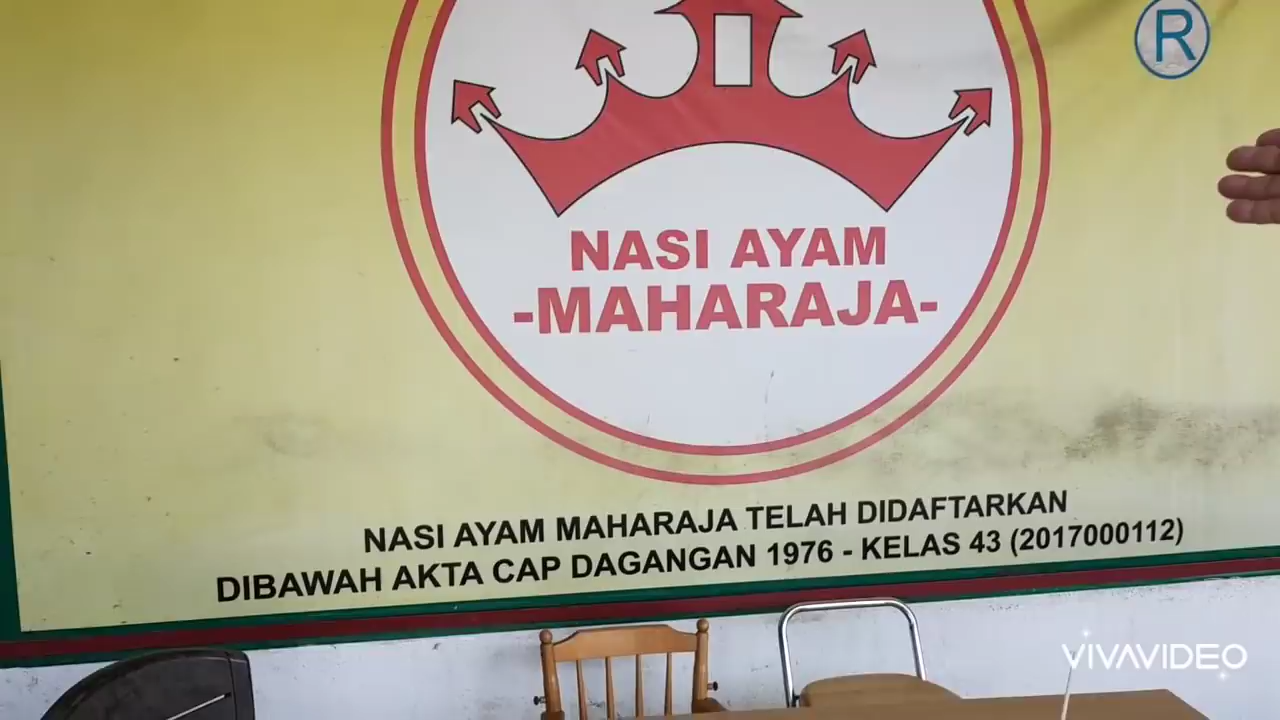 ®
NASI AYAM
-MAHARAJA-
NASI AYAM MAHARAJA TELAH DIDAFTARKAN
DIBAWAH AKTA CAP DAGANGAN 1976 - KELAS 43 (2017000112)
VIVAVIDEO